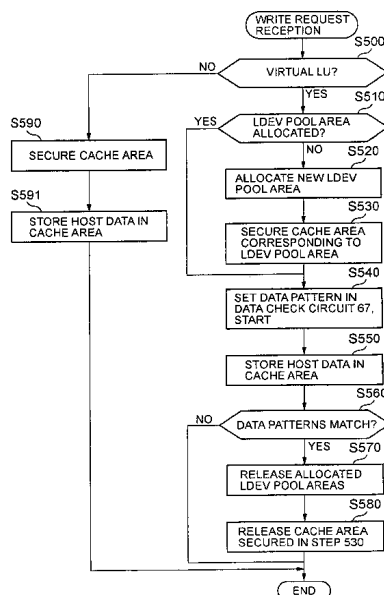 WRITE REQUEST
RECEPTION
S500
VIRTUAL LU?
NO
YES
S510
LDEV POOL AREA
ALLOCATED?
YES
NO
S590
SECURE CACHE AREA
S520
ALLOCATE NEW LDEV
POOL AREA
S591
STORE HOST DATA IN
CACHE AREA
S530
SECURE CACHE AREA
CORRESPONDING TO
LDEV POOL AREA
S540
SET DATA PATTERN IN
DATA CHECK CIRCUIT 67,
START
S550
STORE HOST DATA IN
CACHE AREA
S560
DATA PATTERNS MATCH?
NO
YES
S570
RELEASE ALLOCATED
LDEV POOL AREAS
S580
RELEASE CACHE AREA
SECURED IN STEP 530
END